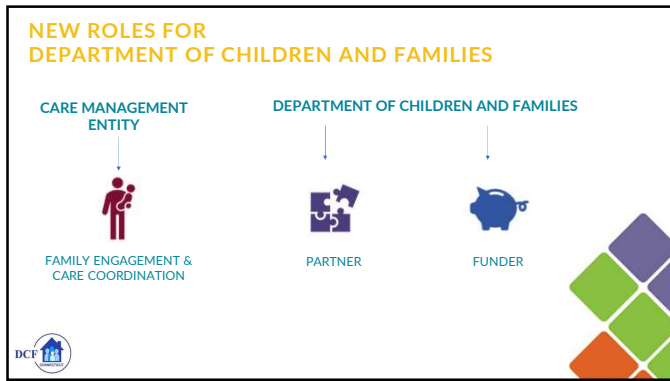 NEW ROLES FOR
DEPARTMENT OF CHILDREN AND FAMILIES
CARE MANAGEMENT
ENTITY
DEPARTMENT OF CHILDREN AND FAMILIES
FAMILY ENGAGEMENT &
CARE COORDINATION
PARTNER
FUNDER
DCF
CONNECTICUT